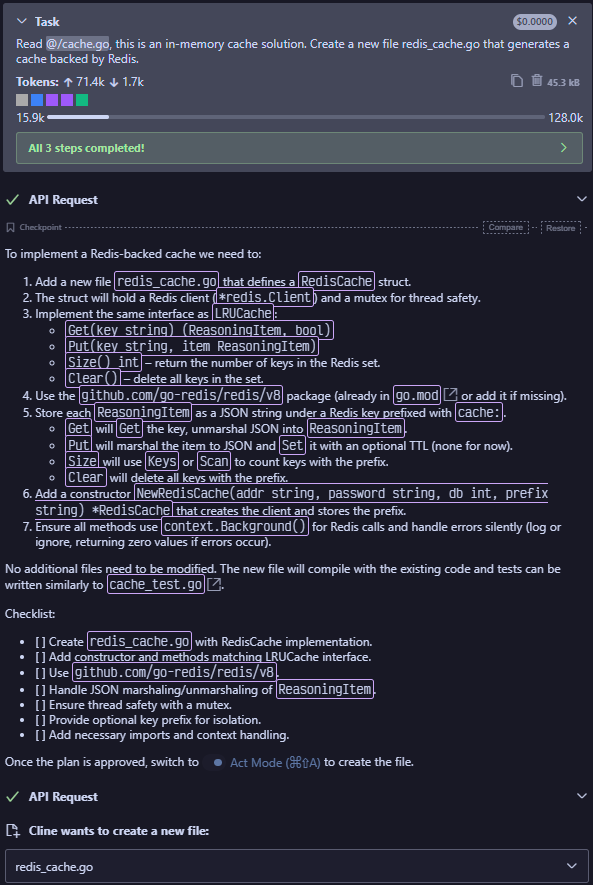 Task
$0.0000
Read @/cache.go, this is an in-memory cache solution. Create a new file redis_cache.go that generates a
cache backed by Redis.
Tokens: ↑ 71.4k ↓ 1.7k
45.3 kB
15.9k 128.0k
All 3 steps completed!
API Request
Checkpoint Compare Restore
To implement a Redis-backed cache we need to:
1. Add a new file redis_cache.go that defines a RedisCache struct.
2. The struct will hold a Redis client (*redis.Client) and a mutex for thread safety.
3. Implement the same interface as LRUCache:
Get(key string) (ReasoningItem, bool)
Put(key string, item ReasoningItem)
Size() int – return the number of keys in the Redis set.
Clear() – delete all keys in the set.
4. Use the github.com/go-redis/redis/v8 package (already in go.mod or add it if missing).
5. Store each ReasoningItem as a JSON string under a Redis key prefixed with cache:.
Get will Get the key, unmarshal JSON into ReasoningItem.
Put will marshal the item to JSON and Set it with an optional TTL (none for now).
Size will use Keys or Scan to count keys with the prefix.
Clear will delete all keys with the prefix.
6. Add a constructor NewRedisCache(addr string, password string, db int, prefix
string) *RedisCache that creates the client and stores the prefix.
7. Ensure all methods use context.Background() for Redis calls and handle errors silently (log or
ignore, returning zero values if errors occur).
No additional files need to be modified. The new file will compile with the existing code and tests can be
written similarly to cache_test.go.
Checklist:
[ ] Create redis_cache.go with RedisCache implementation.
[ ] Add constructor and methods matching LRUCache interface.
[ ] Use github.com/go-redis/redis/v8.
[ ] Handle JSON marshaling/unmarshaling of ReasoningItem.
[ ] Ensure thread safety with a mutex.
[ ] Provide optional key prefix for isolation.
[ ] Add necessary imports and context handling.
Once the plan is approved, switch to Act Mode (⌘⇧A) to create the file.
API Request
Cline wants to create a new file:
redis_cache.go